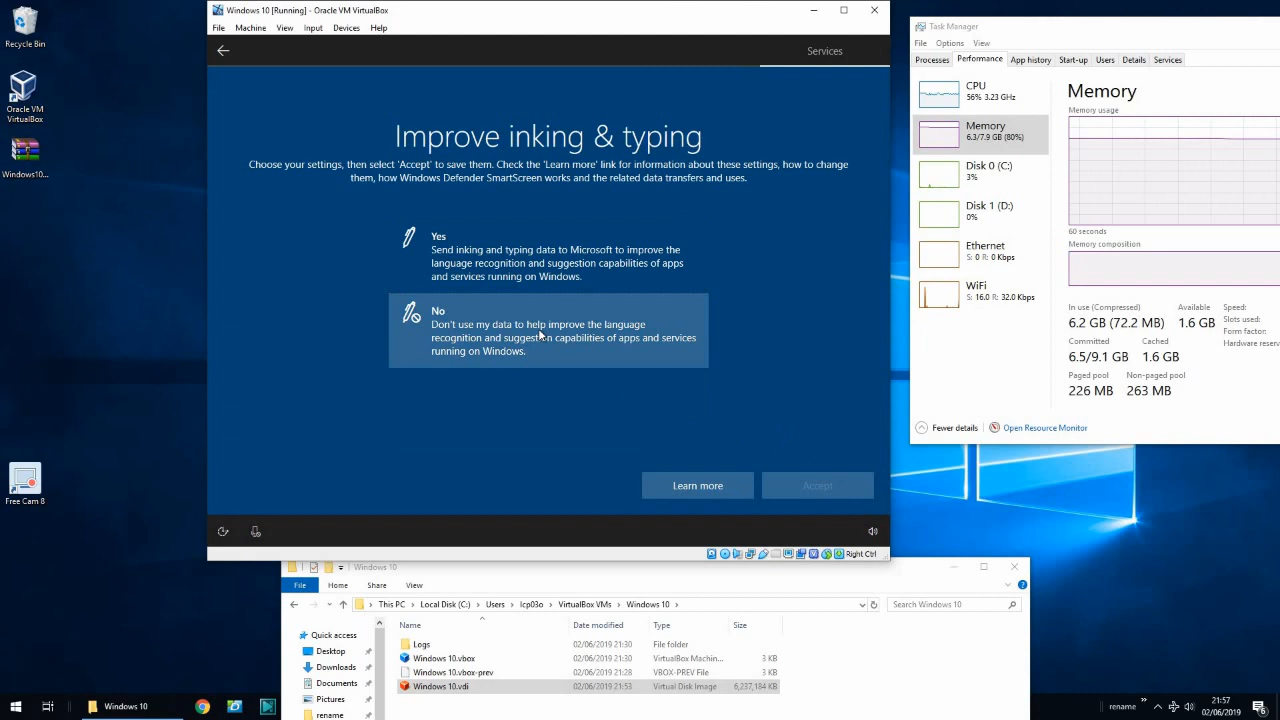 Recycle Bin
Oracle VM
VirtualBox
Windows10...
Free Cam 8
Windows 10 [Running] - Oracle VM VirtualBox
File Machine View Input Devices Help
Services
Improve inking & typing
Choose your settings, then select 'Accept' to save them. Check the 'Learn more' link for information about these settings, how to change
them, how Windows Defender SmartScreen works and the related data transfers and uses.
Yes
Send inking and typing data to Microsoft to improve the
language recognition and suggestion capabilities of apps
and services running on Windows.
No
Don't use my data to help improve the language
recognition and suggestion capabilities of apps and services
running on Windows.
Learn more
Accept
Right Ctrl
Task Manager
File Options View
Processes Performance App history Start-up Users Details Services
CPU
56% 3.23 GHz
Memory
6.3/7.9 GB (80%)
Disk 0 (C:)
3%
Disk 1 (D:)
0%
Ethernet
S: 0 R: 0 Kbps
WiFi
S: 16.0 R: 32.0 Kbps
Memory
Memory usage
60 seconds
Memory composition
In use (Compressed)
6.2 GB (72.2 MB)
Available
1.6 GB
Speed:
Slots used:
Form factor:
Hardware reserv
Committed
6.5/9.1 GB
Cached
1.6 GB
Paged pool
226 MB
Non-paged pool
263 MB
Fewer details
Open Resource Monitor
Windows 10
File Home Share View
This PC Local Disk (C:) Users lcp03o VirtualBox VMs Windows 10
Search Windows 10
Quick access
Desktop
Downloads
Documents
Pictures
rename
Name Date modified Type Size
Logs 02/06/2019 21:30 File folder
Windows 10.vbox 02/06/2019 21:30 VirtualBox Machin... 3 KB
Windows 10.vbox-prev 02/06/2019 21:28 VBOX-PREV File 3 KB
Windows 10.vdi 02/06/2019 21:53 Virtual Disk Image 6,237,184 KB
Windows 10
rename
21:57
02/06/2019
6